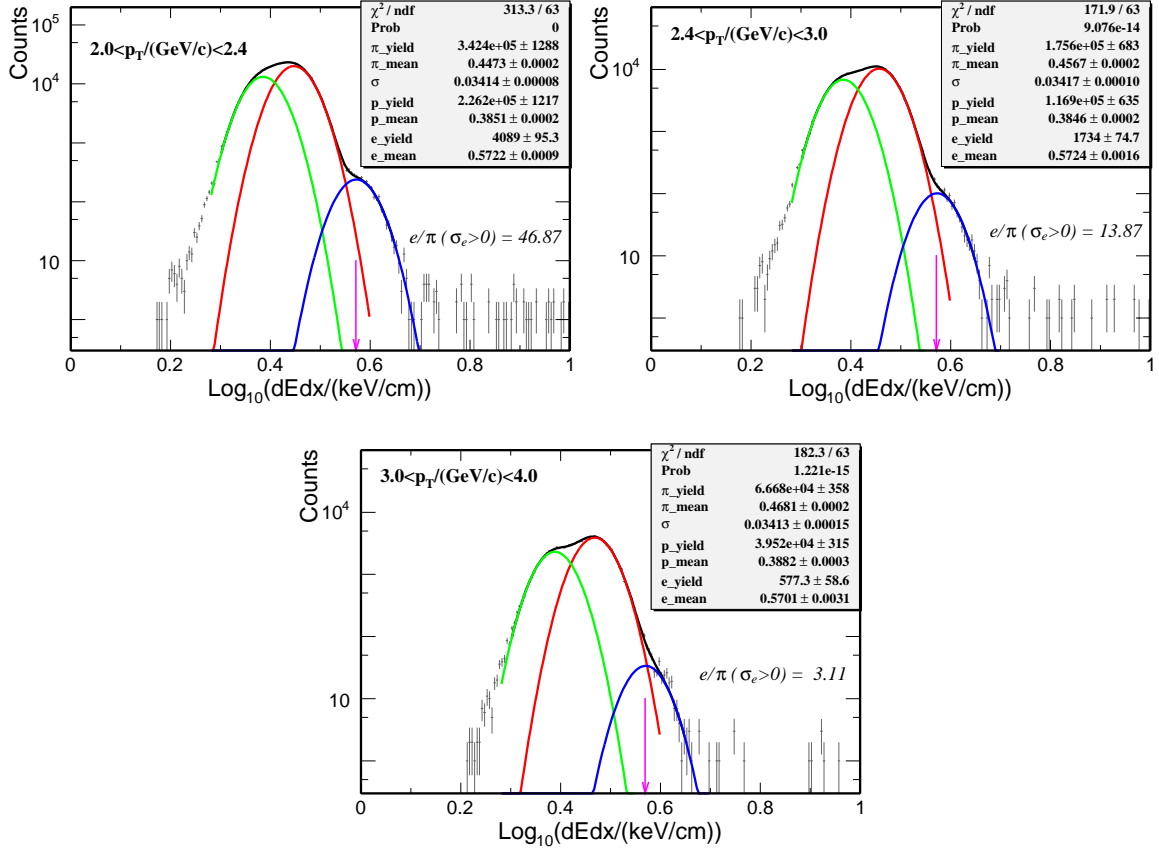 2.0<p_T/(GeV/c)<2.4
χ² / ndf 313.3 / 63
Prob 0
π_yield 3.424e+05 ± 1288
π_mean 0.4473 ± 0.0002
σ 0.03414 ± 0.00008
p_yield 2.262e+05 ± 1217
p_mean 0.3851 ± 0.0002
e_yield 4089 ± 95.3
e_mean 0.5722 ± 0.0009
e/π (σ_e>0) = 46.87
Counts
10⁵
10⁴
10
0 0.2 0.4 0.6 0.8 1
Log₁₀(dEdx/(keV/cm))
2.4<p_T/(GeV/c)<3.0
χ² / ndf 171.9 / 63
Prob 9.076e-14
π_yield 1.756e+05 ± 683
π_mean 0.4567 ± 0.0002
σ 0.03417 ± 0.00010
p_yield 1.169e+05 ± 635
p_mean 0.3846 ± 0.0002
e_yield 1734 ± 74.7
e_mean 0.5724 ± 0.0016
e/π (σ_e>0) = 13.87
Counts
10⁴
10
0 0.2 0.4 0.6 0.8 1
Log₁₀(dEdx/(keV/cm))
3.0<p_T/(GeV/c)<4.0
χ² / ndf 182.3 / 63
Prob 1.221e-15
π_yield 6.668e+04 ± 358
π_mean 0.4681 ± 0.0002
σ 0.03413 ± 0.00015
p_yield 3.952e+04 ± 315
p_mean 0.3882 ± 0.0003
e_yield 577.3 ± 58.6
e_mean 0.5701 ± 0.0031
e/π (σ_e>0) = 3.11
Counts
10⁴
10
0 0.2 0.4 0.6 0.8 1
Log₁₀(dEdx/(keV/cm))